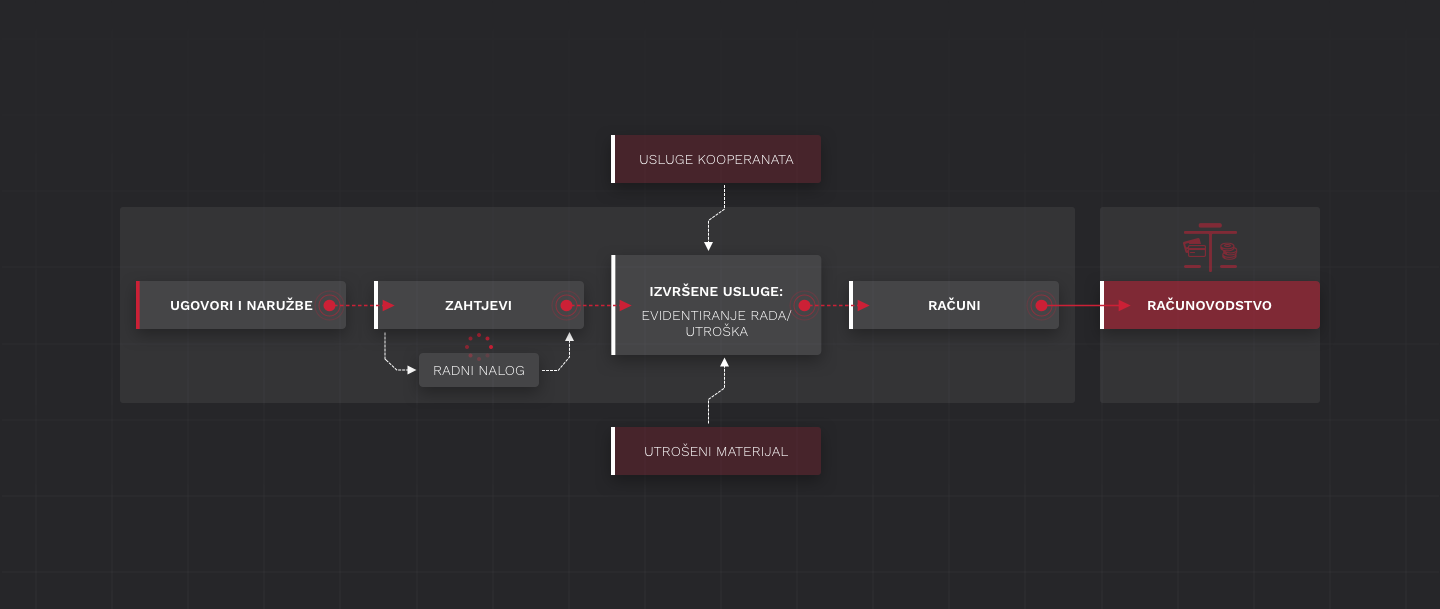 USLUGE KOOPERANATA
UGOVORI I NARUŽBE
ZAHTJEVI
IZVRŠENE USLUGE:
EVIDENTIRANJE RADA/
UTROŠKA
RAČUNI
RAČUNOVODSTVO
RADNI NALOG
UTROŠENI MATERIJAL